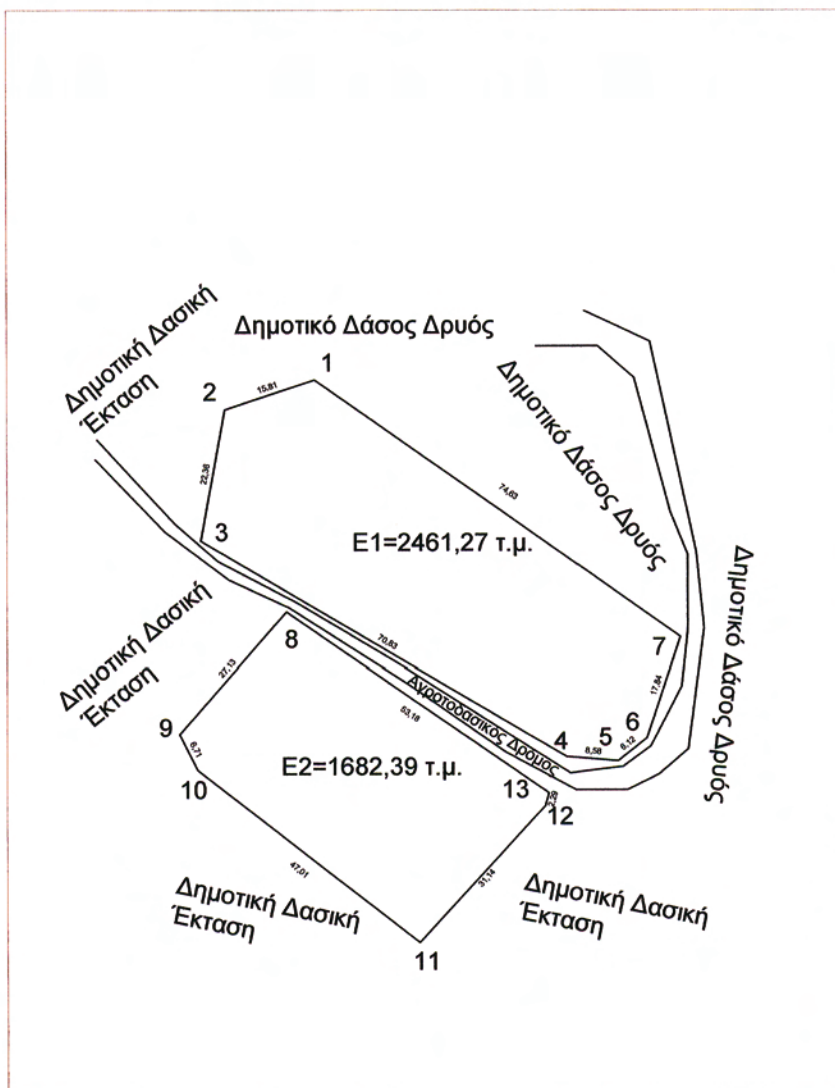 Δημοτική Δασική
Έκταση
Δημοτικό Δάσος Δρυός
1
2
15,81
Δημοτικό Δάσος Δρυός
22,36
74,63
3
E1=2461,27 τ.μ.
Δημοτικό Δάσος Δρυός
Δημοτική Δασική
Έκταση
8
70,83
7
27,13
17,84
Αγροτοδασικός Δρόμος
53,18
9
6,71
4
8,58
5
6
6,12
E2=1682,39 τ.μ.
10
13
12
47,01
31,14
Δημοτική Δασική
Έκταση
Δημοτική Δασική
Έκταση
11